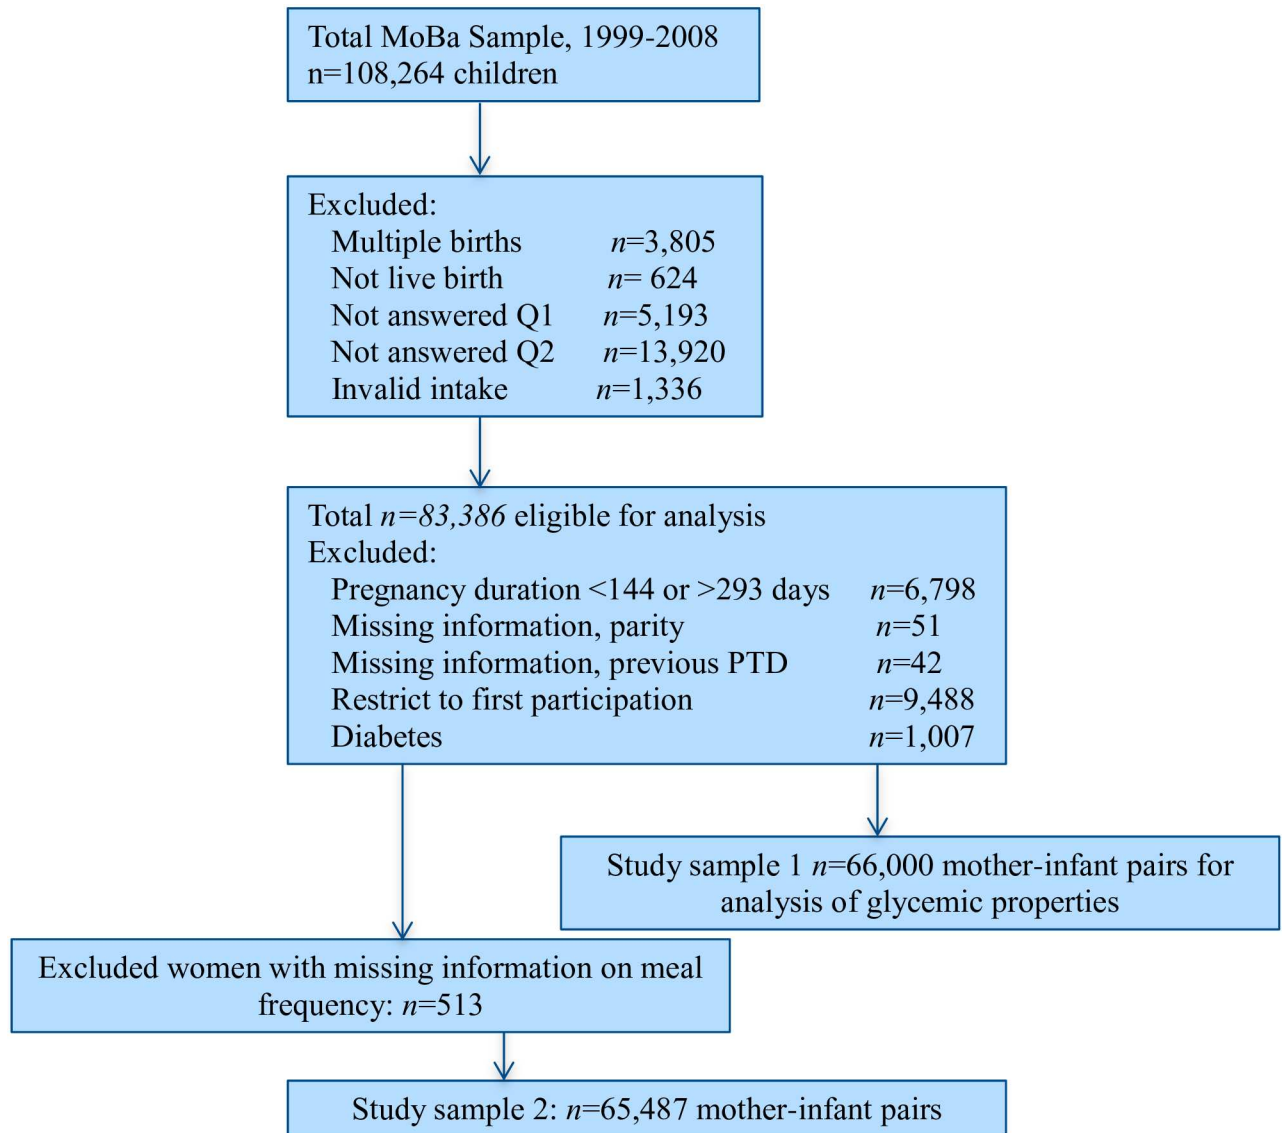 Total MoBa Sample, 1999-2008
n=108,264 children
Excluded:
Multiple births n=3,805
Not live birth n= 624
Not answered Q1 n=5,193
Not answered Q2 n=13,920
Invalid intake n=1,336
Total n=83,386 eligible for analysis
Excluded:
Pregnancy duration <144 or >293 days n=6,798
Missing information, parity n=51
Missing information, previous PTD n=42
Restrict to first participation n=9,488
Diabetes n=1,007
Study sample 1 n=66,000 mother-infant pairs for
analysis of glycemic properties
Excluded women with missing information on meal
frequency: n=513
Study sample 2: n=65,487 mother-infant pairs